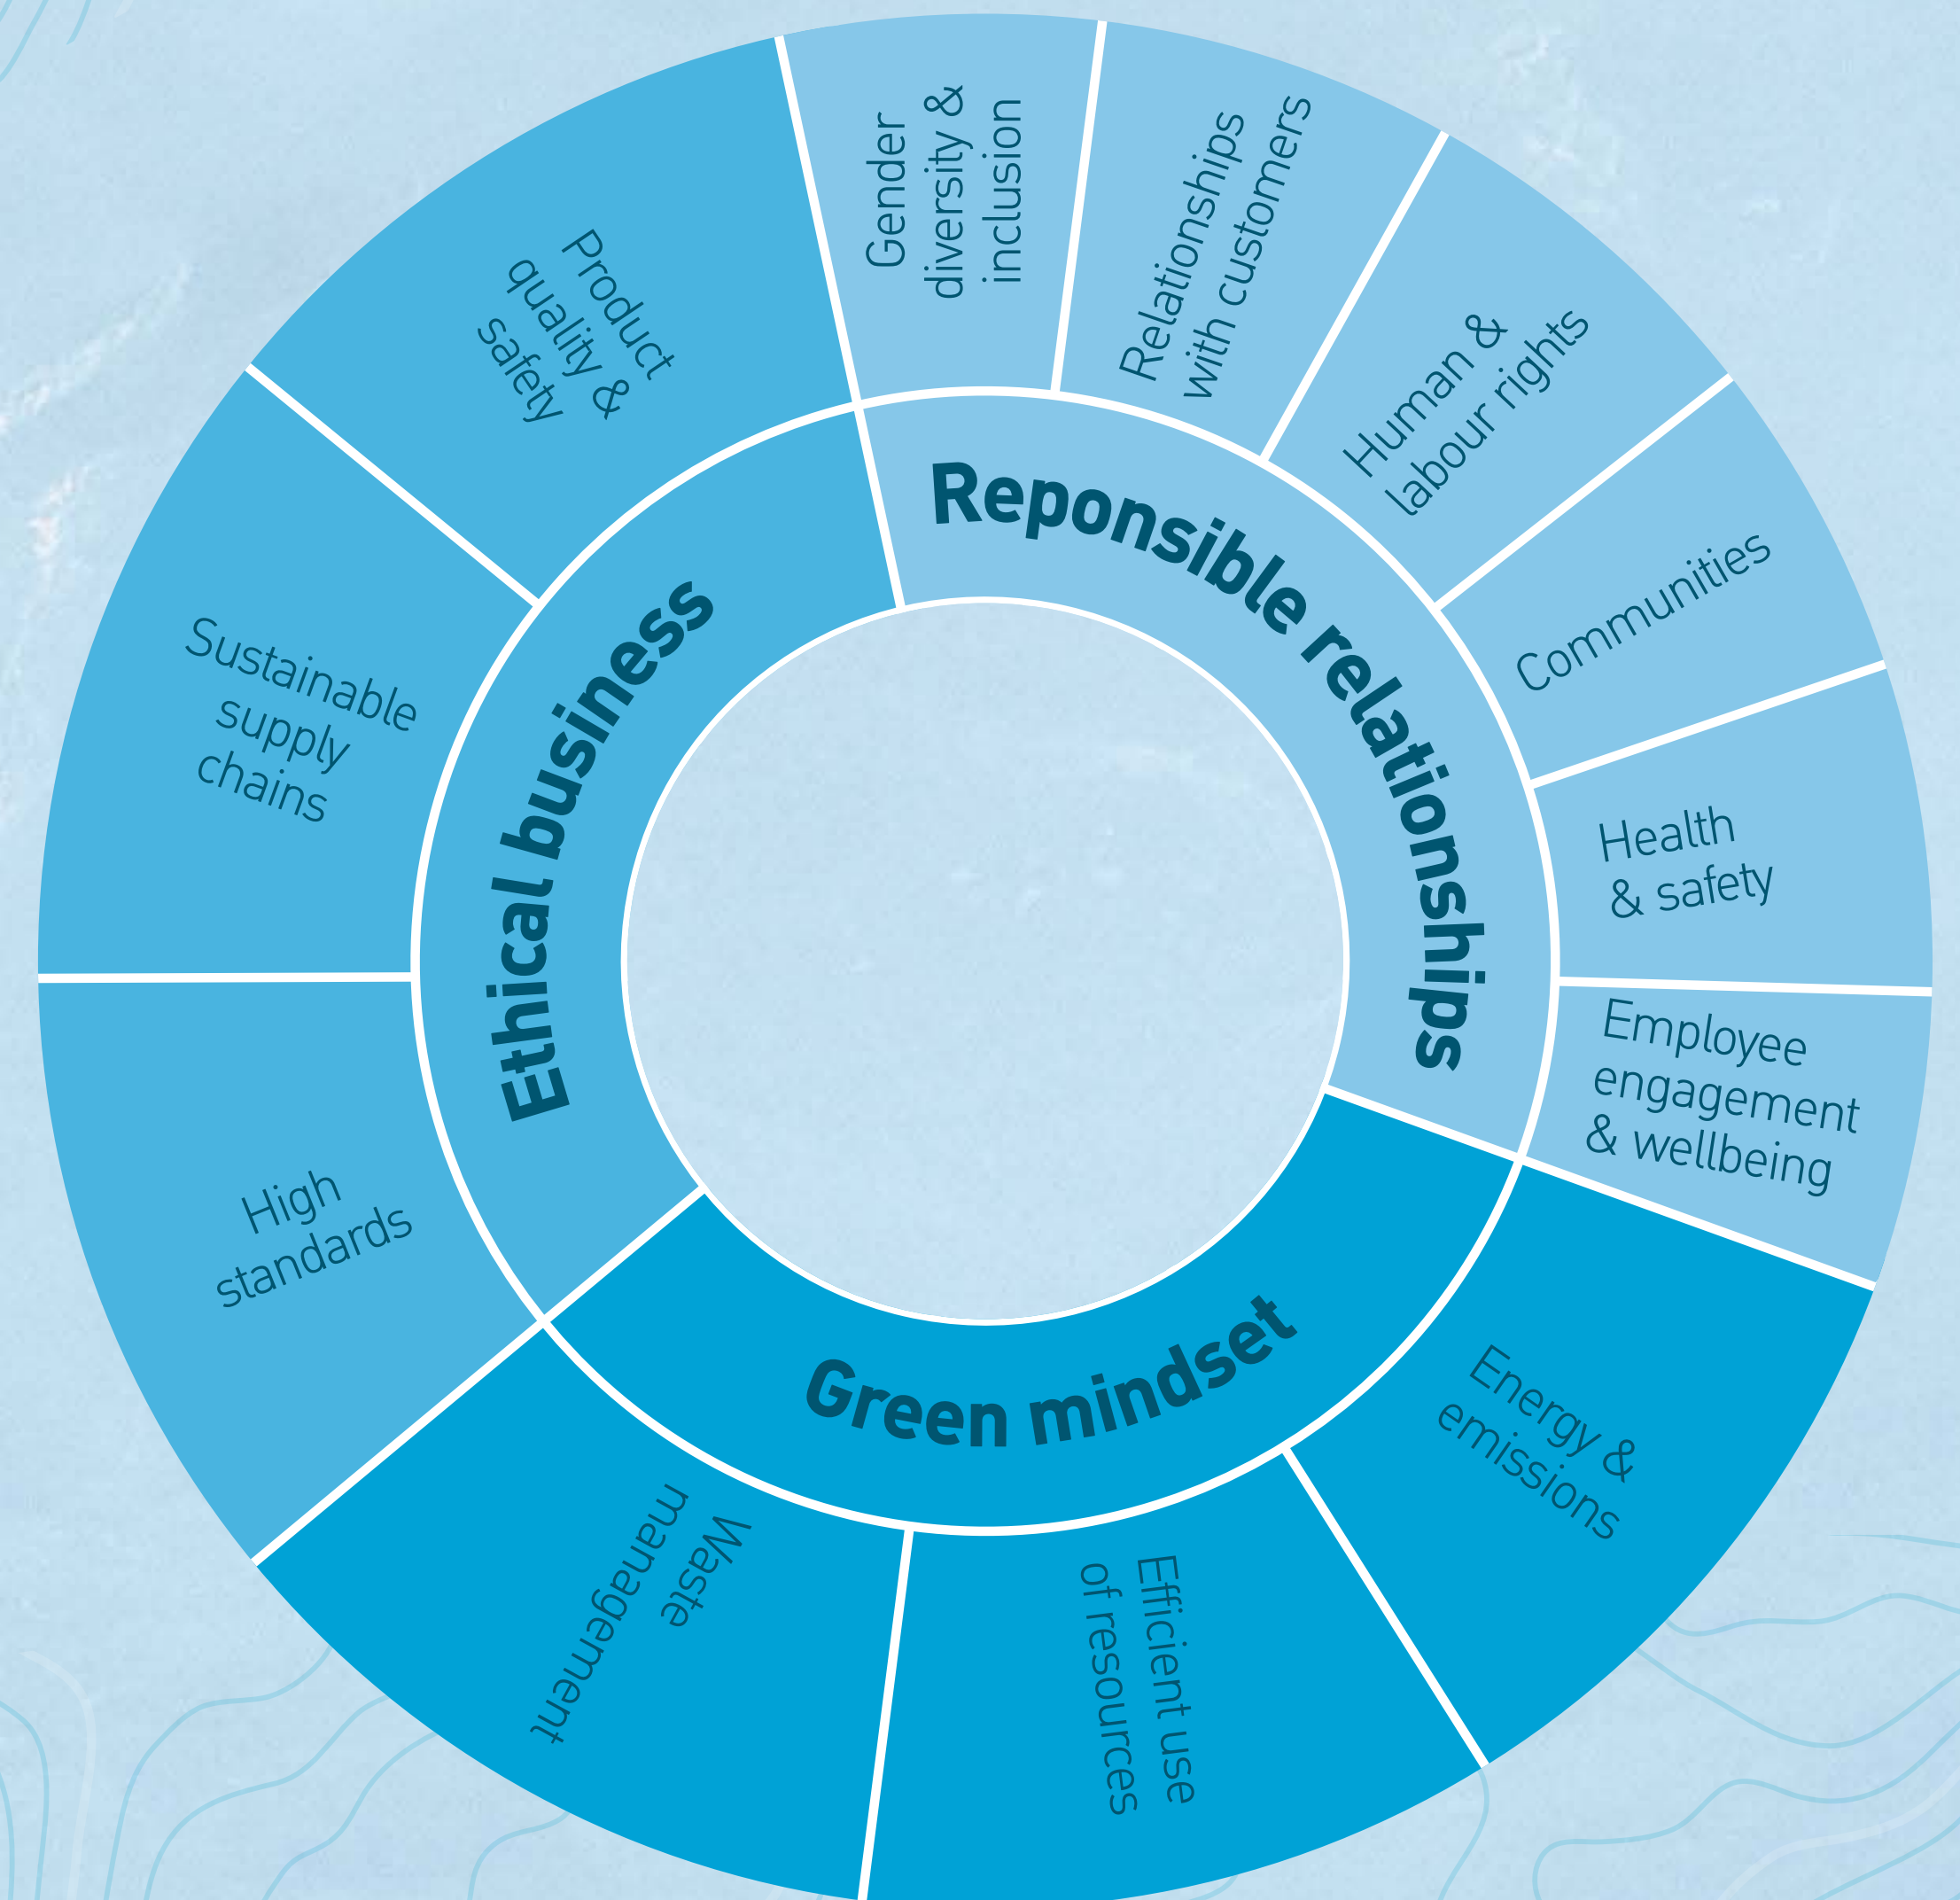 Reponsible relationships
Gender
diversity &
inclusion
Relationships
with customers
Human &
labour rights
Communities
Health
& safety
Employee
engagement
& wellbeing
Green mindset
Energy &
emissions
Efficient use
of resources
Waste
management
Ethical business
High
standards
Sustainable
supply
chains
Product
quality &
safety